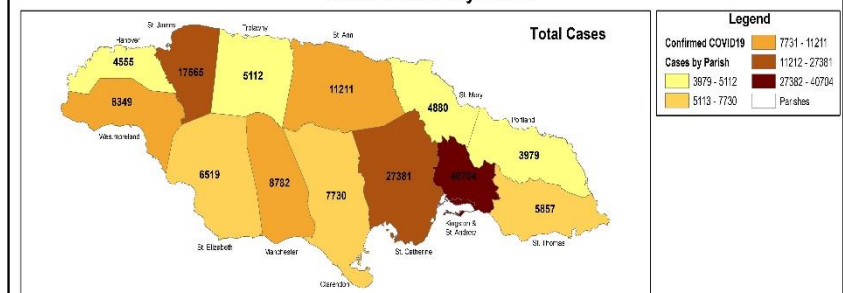 St. James
Trelawny
St. Ann
Hanover
Total Cases
4555
17565
5112
11211
St. Mary
4880
8349
Portland
Westmoreland
3979
6519
8782
7730
27381
40704
5857
Kingston &
St. Andrew
St. Thomas
St. Elizabeth
Manchester
St. Catherine
Clarendon
Legend
Confirmed COVID19
Cases by Parish
3979 - 5112
5113 - 7730
7731 - 11211
11212 - 27381
27382 - 40704
Parishes